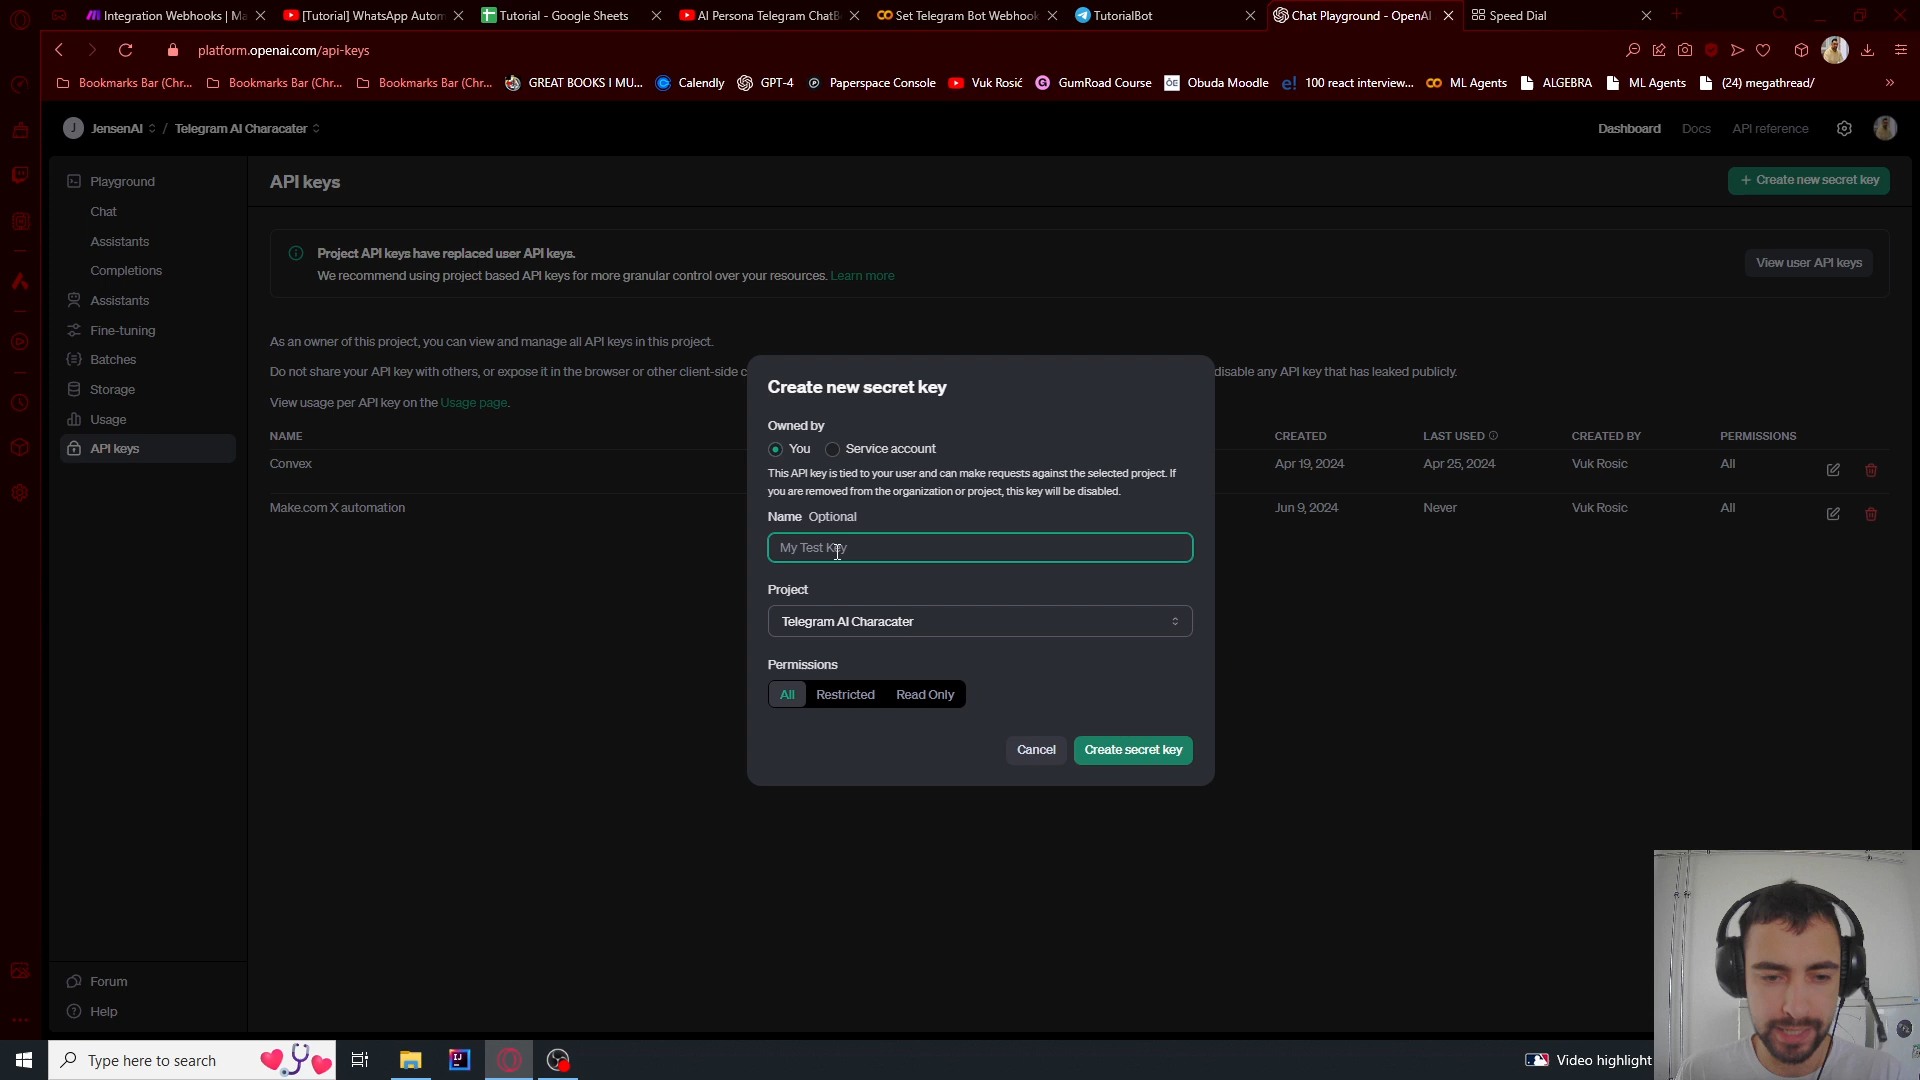 Integration Webhooks | Ma
[Tutorial] WhatsApp Autom
Tutorial - Google Sheets
AI Persona Telegram ChatB
Set Telegram Bot Webhook
TutorialBot
Chat Playground - OpenAI
Speed Dial
platform.openai.com/api-keys
Bookmarks Bar (Chr...
Bookmarks Bar (Chr...
Bookmarks Bar (Chr...
GREAT BOOKS I MU...
Calendly
GPT-4
Paperspace Console
Vuk Rosić
GumRoad Course
Obuda Moodle
100 react interview...
ML Agents
ALGEBRA
ML Agents
(24) megathread/
J JensenAI / Telegram AI Characater
Dashboard
Docs
API reference
Playground
Chat
Assistants
Completions
Assistants
Fine-tuning
Batches
Storage
Usage
API keys
Forum
Help
API keys
+ Create new secret key
Project API keys have replaced user API keys.
We recommend using project based API keys for more granular control over your resources. Learn more
View user API keys
As an owner of this project, you can view and manage all API keys in this project.
Do not share your API key with others, or expose it in the browser or other client-side c
disable any API key that has leaked publicly.
View usage per API key on the Usage page.
NAME CREATED LAST USED CREATED BY PERMISSIONS
Convex Apr 19, 2024 Apr 25, 2024 Vuk Rosic All
Make.com X automation Jun 9, 2024 Never Vuk Rosic All
Create new secret key
Owned by
You Service account
This API key is tied to your user and can make requests against the selected project. If
you are removed from the organization or project, this key will be disabled.
Name Optional
My Test Key
Project
Telegram AI Characater
Permissions
All Restricted Read Only
Cancel Create secret key
Type here to search
Video highlight